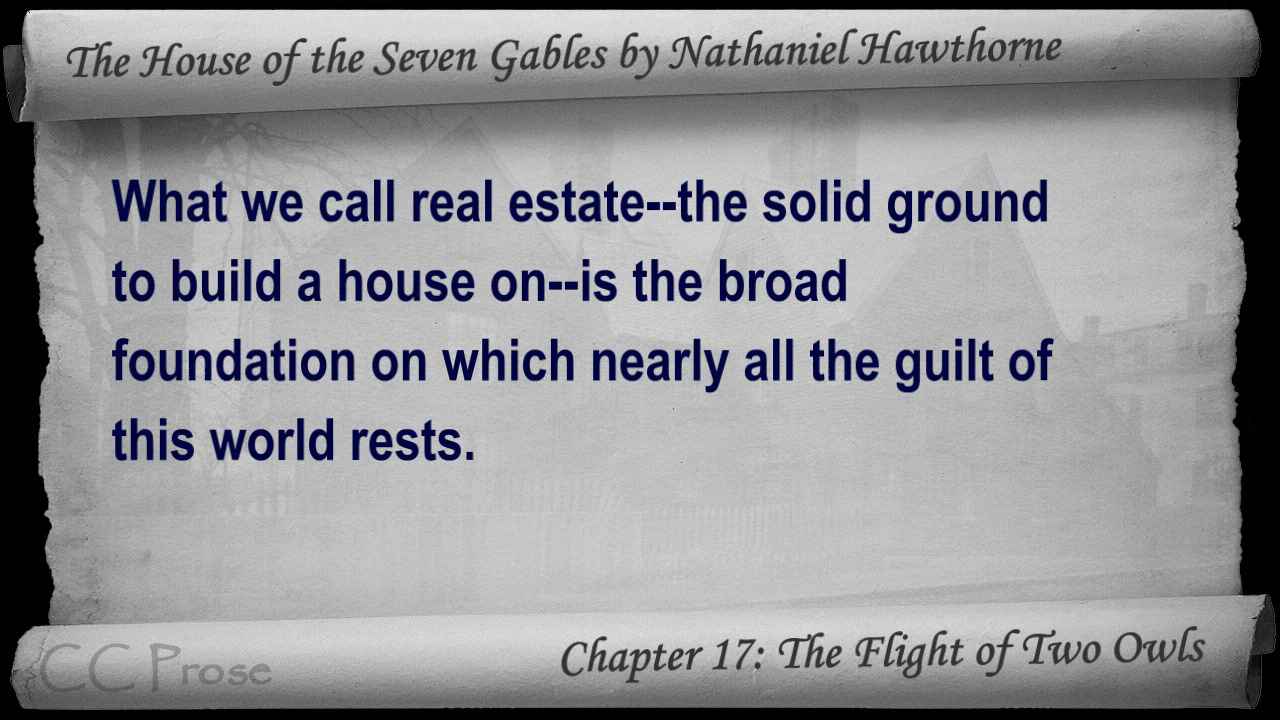 The House of the Seven Gables by Nathaniel Hawthorne
What we call real estate--the solid ground
to build a house on--is the broad
foundation on which nearly all the guilt of
this world rests.
CC Prose
Chapter 17: The Flight of Two Owls